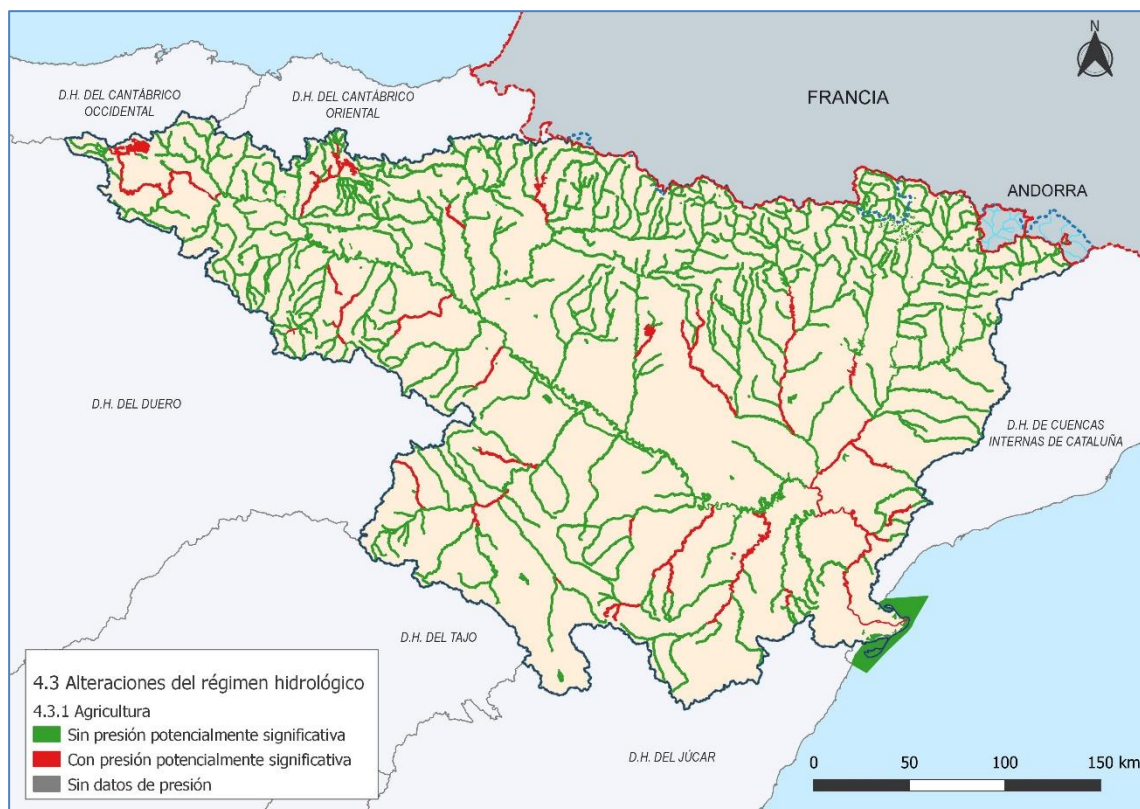 N
D.H. DEL CANTÁBRICO
OCCIDENTAL
D.H. DEL CANTÁBRICO
ORIENTAL
FRANCIA
ANDORRA
D.H. DEL DUERO
D.H. DE CUENCAS
INTERNAS DE CATALUÑA
D.H. DEL TAJO
D.H. DEL JÚCAR
4.3 Alteraciones del régimen hidrológico
4.3.1 Agricultura
Sin presión potencialmente significativa
Con presión potencialmente significativa
Sin datos de presión
0 50 100 150 km